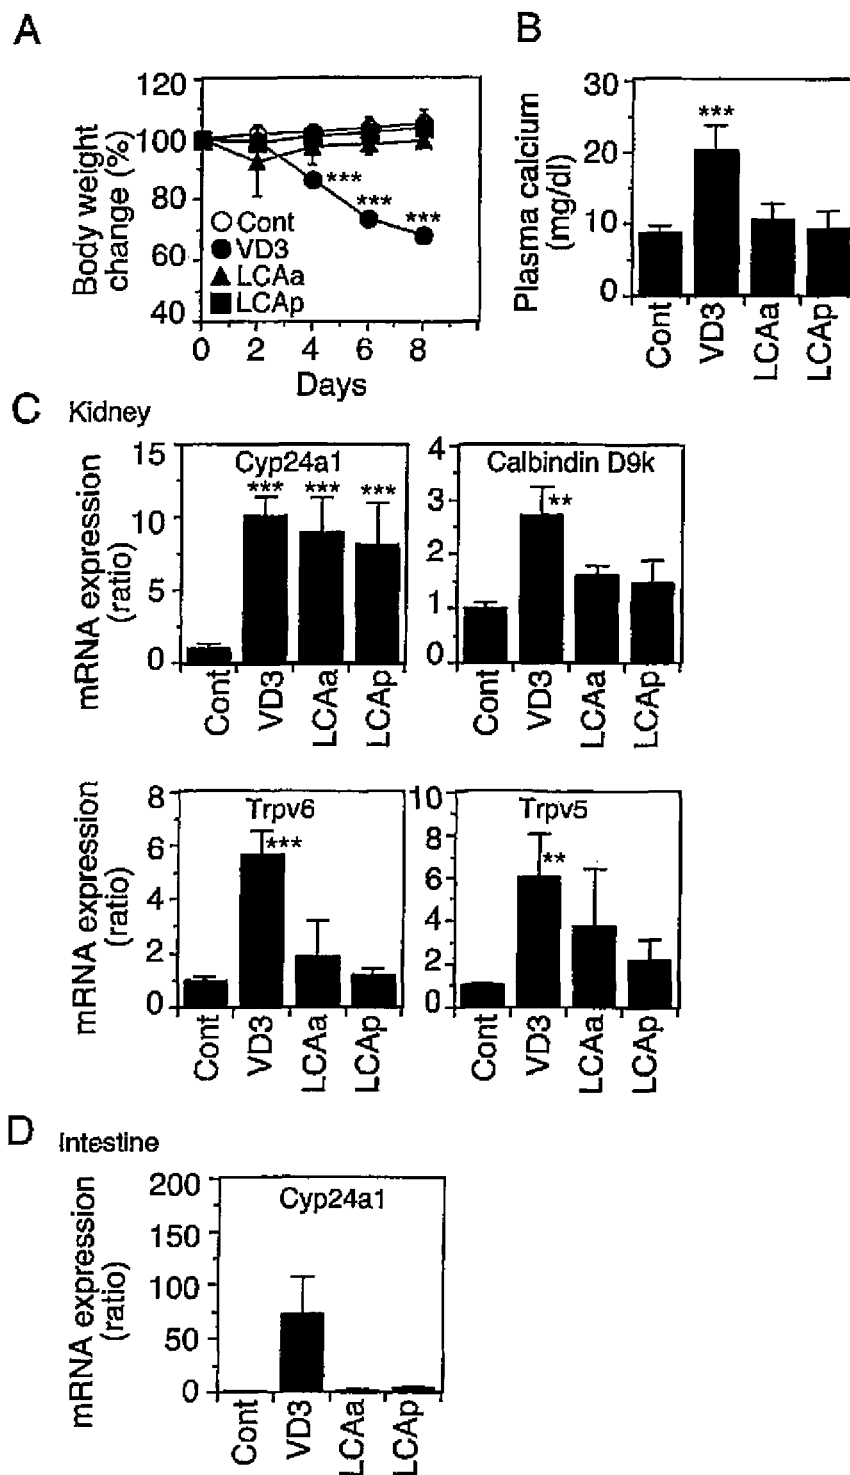 A
120
100
80
60
40
Body weight
change (%)
***
***
***
Cont
VD3
LCAa
LCAp
0 2 4 6 8
Days
B
30
20
10
0
Plasma calcium
(mg/dl)
***
Cont VD3 LCAa LCAp
C Kidney
mRNA expression
(ratio)
15
10
5
0
Cyp24a1
*** *** ***
Cont VD3 LCAa LCAp
4
3
2
1
0
Calbindin D9k
**
Cont VD3 LCAa LCAp
mRNA expression
(ratio)
8
6
4
2
0
Trpv6
***
Cont VD3 LCAa LCAp
10
8
6
4
2
0
Trpv5
**
Cont VD3 LCAa LCAp
D Intestine
mRNA expression
(ratio)
200
150
100
50
0
Cyp24a1
Cont VD3 LCAa LCAp